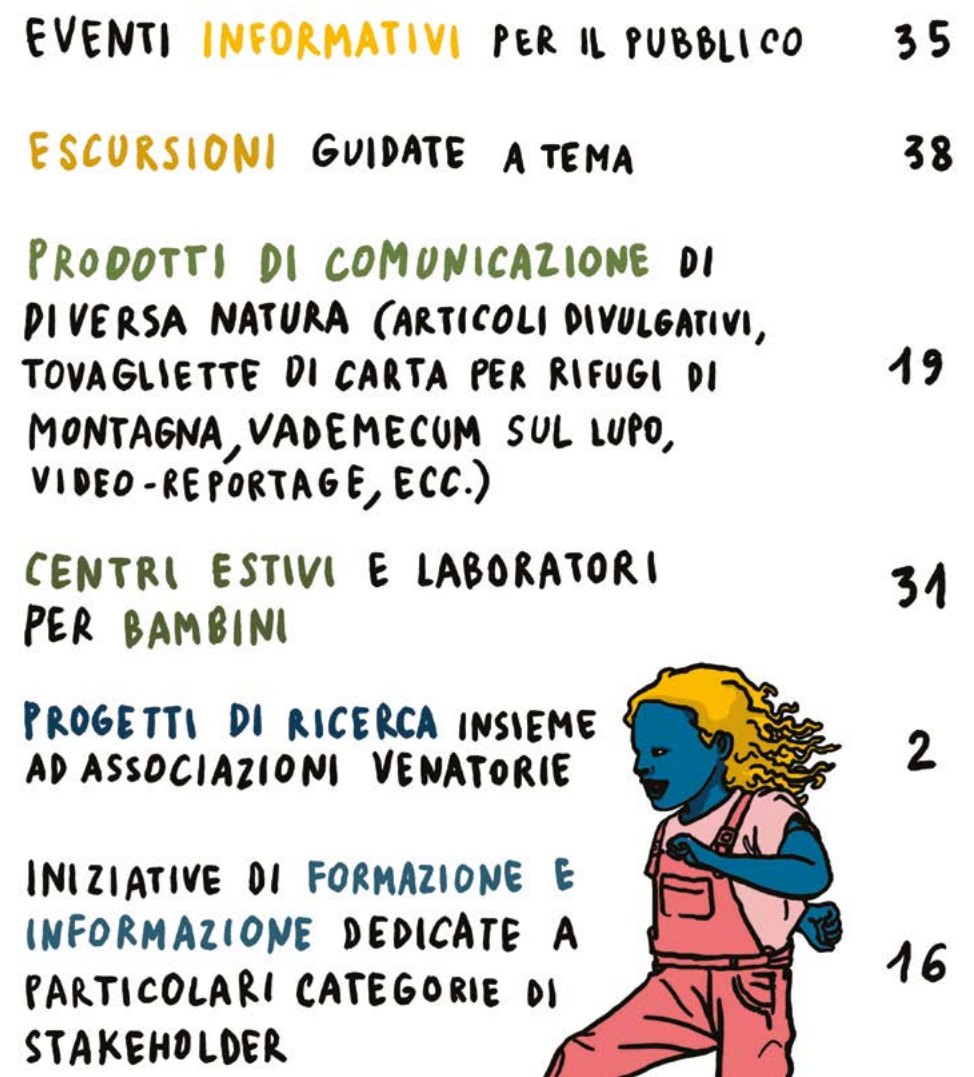 EVENTI INFORMATIVI PER IL PUBBLICO 35
ESCURSIONI GUIDATE A TEMA 38
PRODOTTI DI COMUNICAZIONE DI
DIVERSA NATURA (ARTICOLI DIVULGATIVI,
TOVAGLIETTE DI CARTA PER RIFUGI DI 19
MONTAGNA, VADEMECUM SUL LUPO,
VIDEO-REPORTAGE, ECC.)
CENTRI ESTIVI E LABORATORI 31
PER BAMBINI
PROGETTI DI RICERCA INSIEME 2
AD ASSOCIAZIONI VENATORIE
INIZIATIVE DI FORMAZIONE E
INFORMAZIONE DEDICATE A 16
PARTICOLARI CATEGORIE DI
STAKEHOLDER